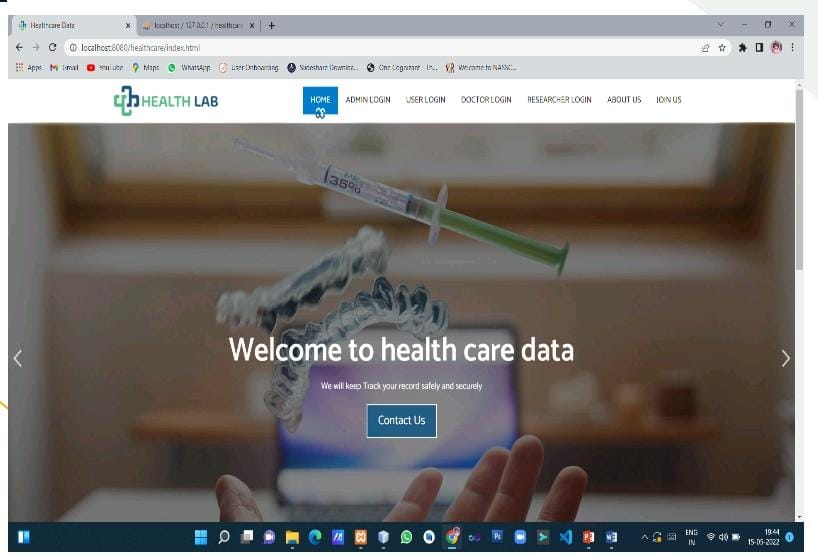 Healthcare Data
localhost / 127.0.0.1 / healthcare
localhost:8080/healthcare/index.html
Apps Gmail YouTube Maps WhatsApp User Onboarding Slideshare Downloa... One Cognizant - Th... Welcome to NASSC...
HEALTH LAB
HOME ADMIN LOGIN USER LOGIN DOCTOR LOGIN RESEARCHER LOGIN ABOUT US JOIN US
35%
Welcome to health care data
We will keep Track your record safely and securely
Contact Us
ENG
IN
19:44
15-05-2022